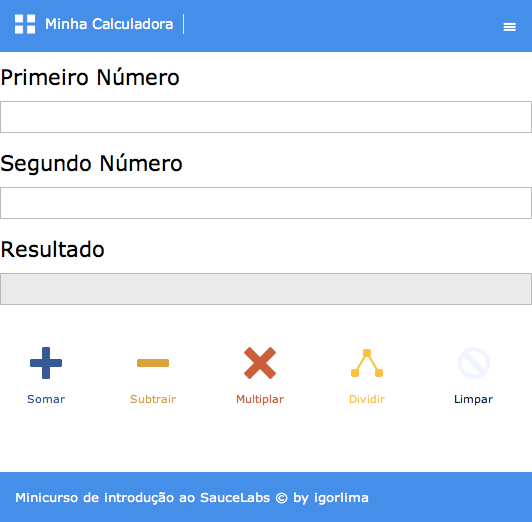 Minha Calculadora
Primeiro Número
Segundo Número
Resultado
Somar Subtrair Multiplar Dividir Limpar
Minicurso de introdução ao SauceLabs © by igorlima